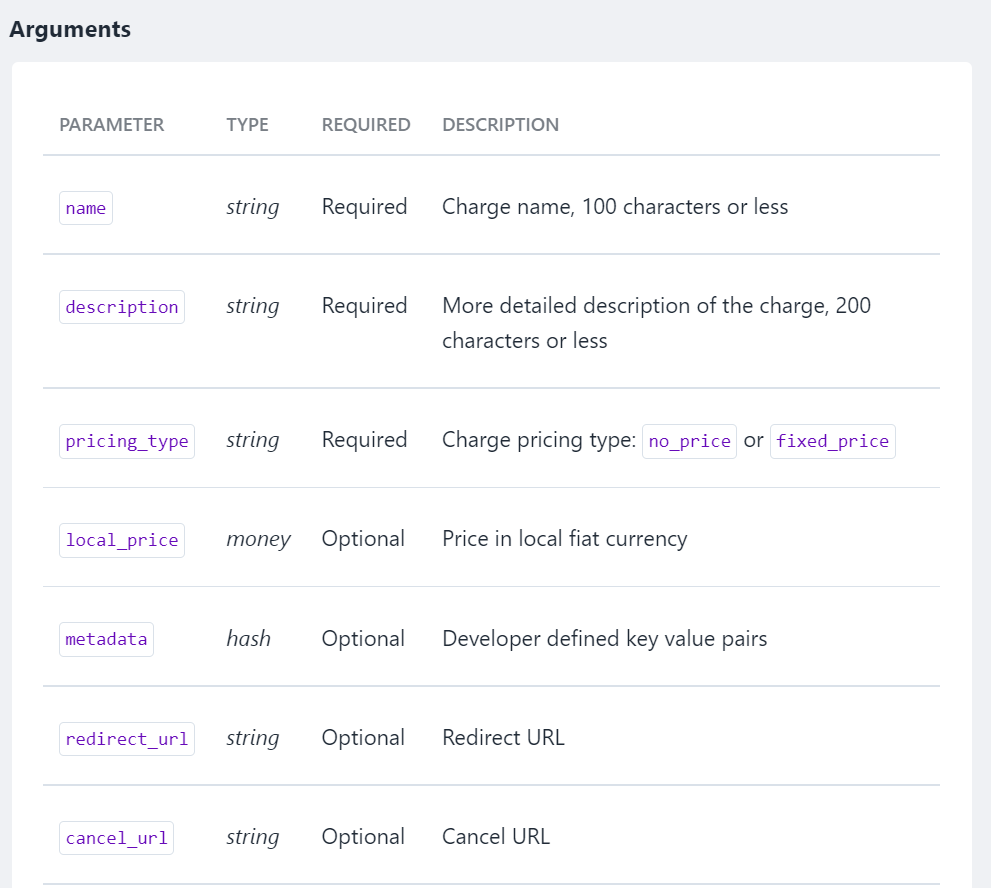 Arguments
PARAMETER TYPE REQUIRED DESCRIPTION
name string Required Charge name, 100 characters or less
description string Required More detailed description of the charge, 200
characters or less
pricing_type string Required Charge pricing type: no_price or fixed_price
local_price money Optional Price in local fiat currency
metadata hash Optional Developer defined key value pairs
redirect_url string Optional Redirect URL
cancel_url string Optional Cancel URL